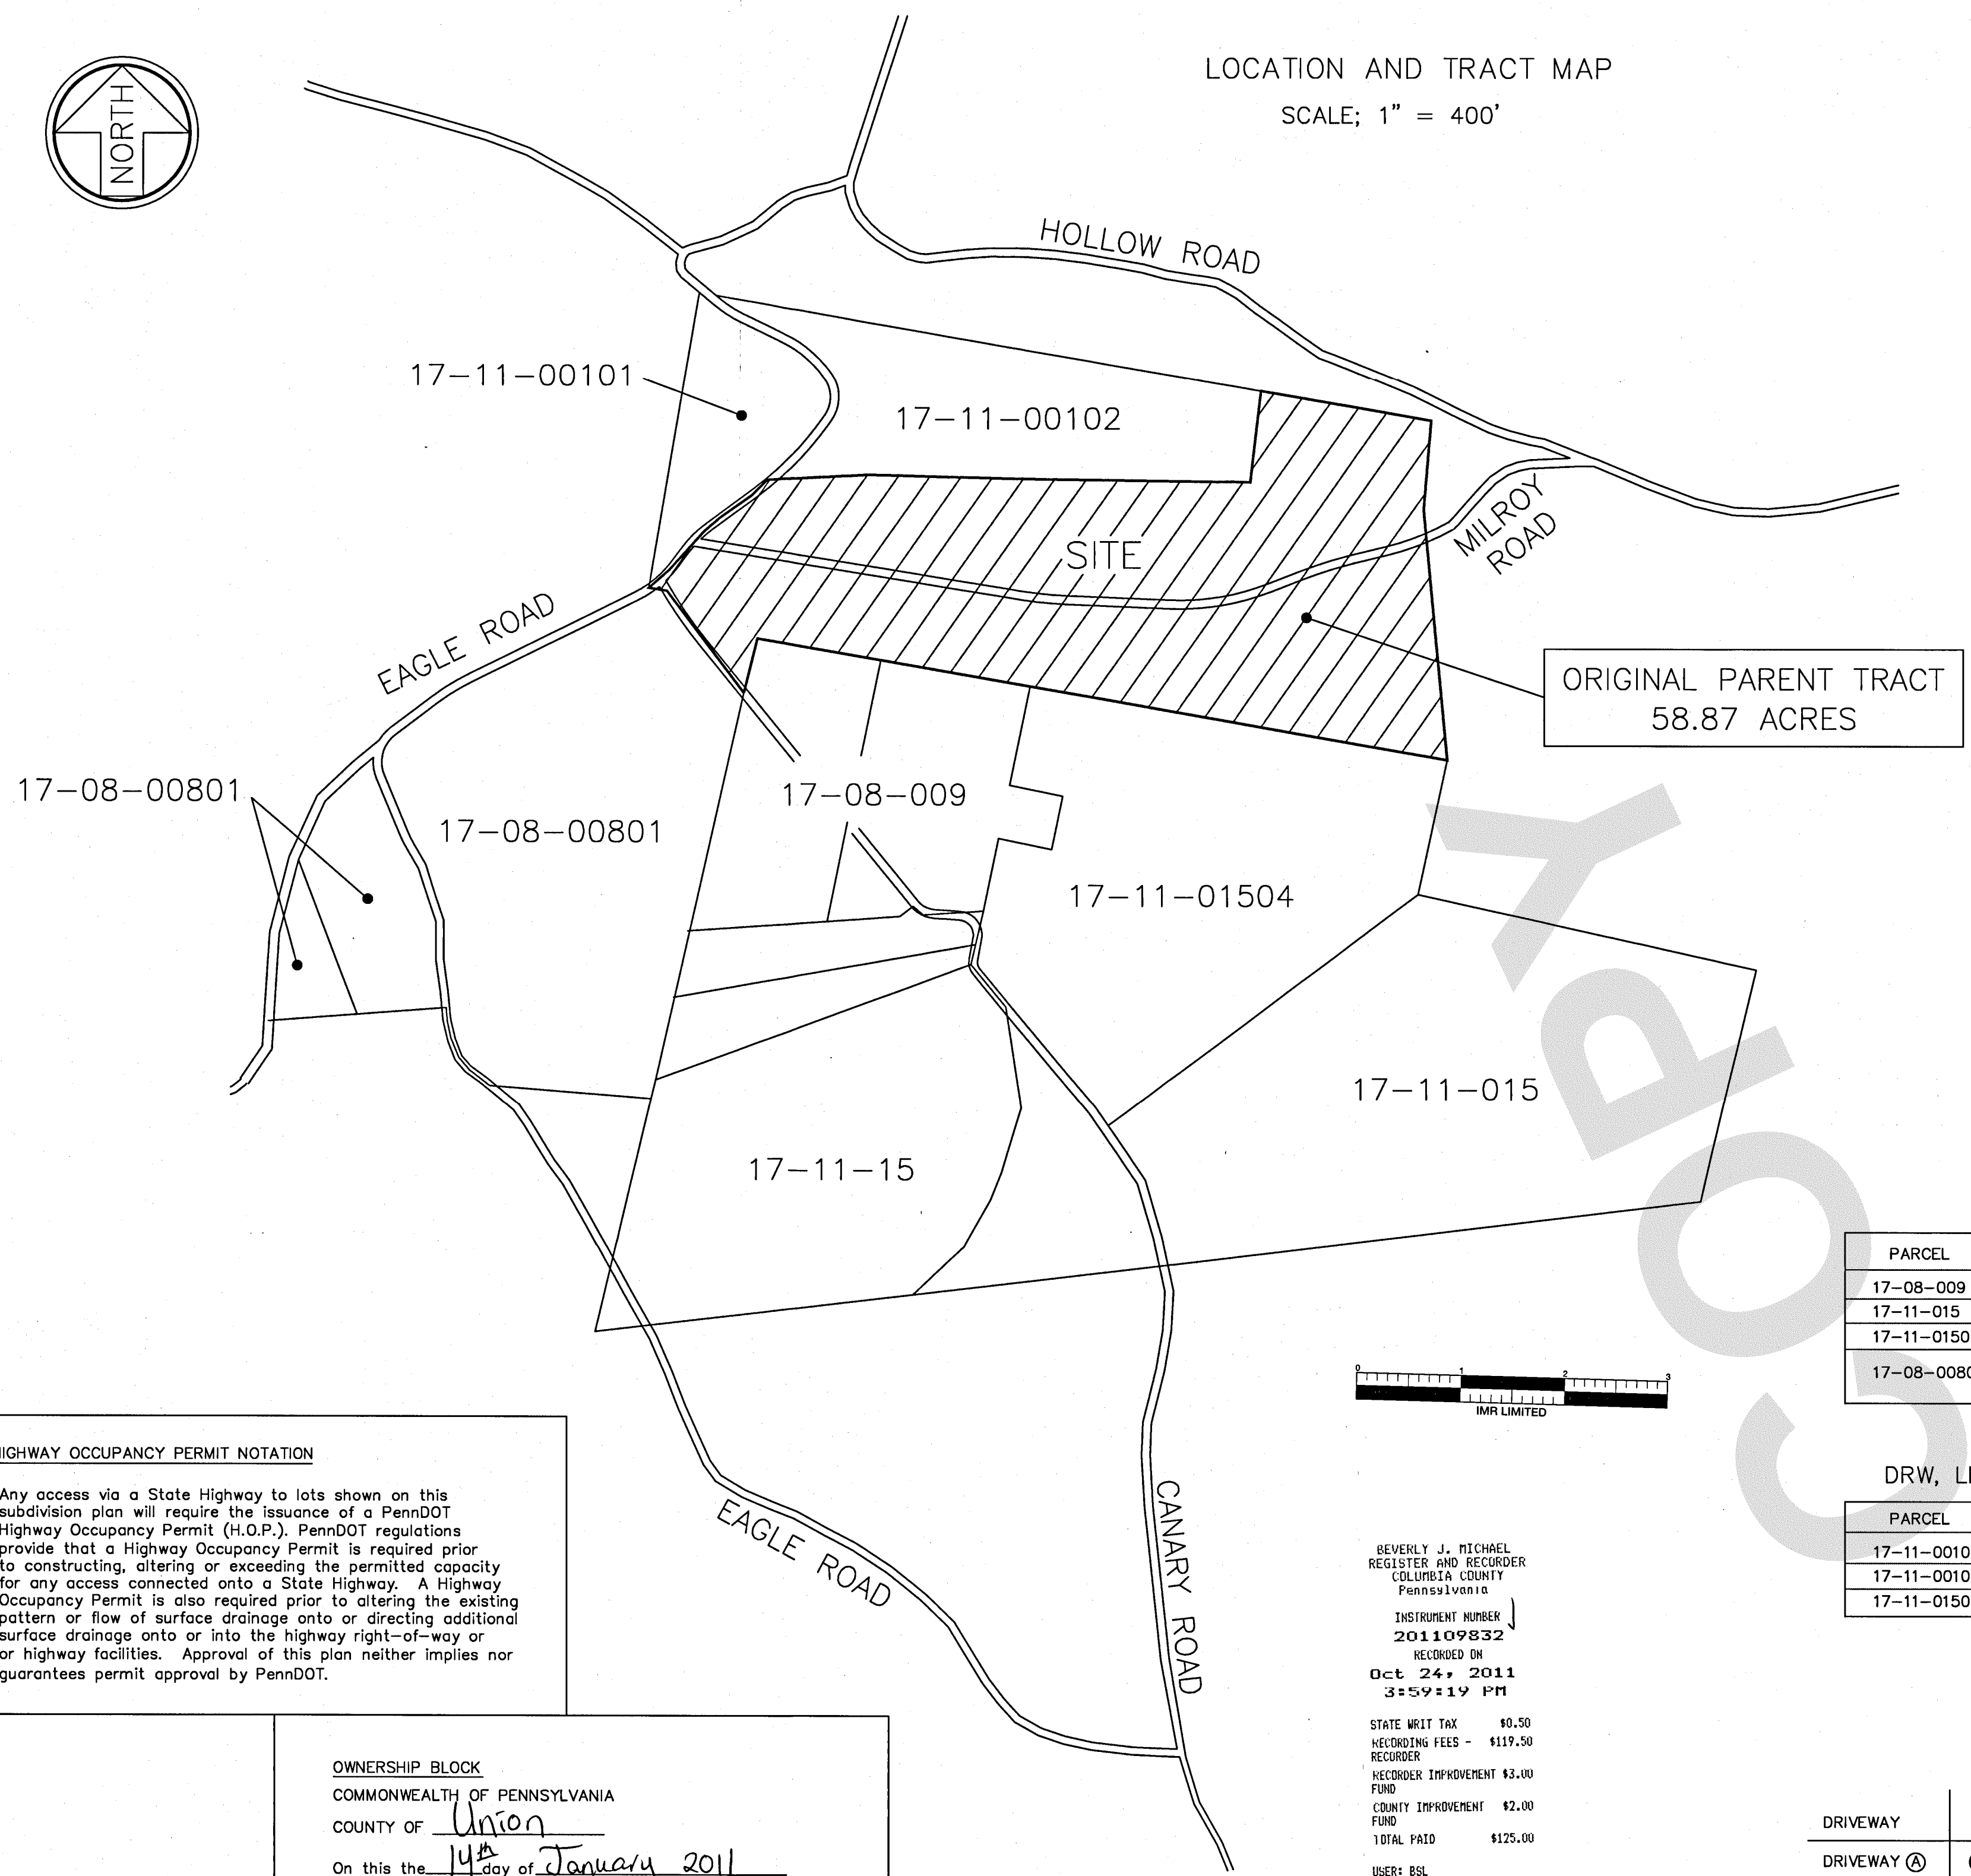 LOCATION AND TRACT MAP
SCALE; 1" = 400'
NORTH
HOLLOW ROAD
17-11-00101
17-11-00102
SITE
MILROY
ROAD
EAGLE ROAD
ORIGINAL PARENT TRACT
58.87 ACRES
17-08-00801
17-08-00801
17-08-009
17-11-01504
17-11-015
17-11-15
COPY
0 1 2 3
IMR LIMITED
EAGLE ROAD
CANARY ROAD
PARCEL
17-08-009
17-11-015
17-11-0150
17-08-0080
DRW, L
PARCEL
17-11-0010
17-11-0010
17-11-0150
IGHWAY OCCUPANCY PERMIT NOTATION
Any access via a State Highway to lots shown on this
subdivision plan will require the issuance of a PennDOT
Highway Occupancy Permit (H.O.P.). PennDOT regulations
provide that a Highway Occupancy Permit is required prior
to constructing, altering or exceeding the permitted capacity
for any access connected onto a State Highway. A Highway
Occupancy Permit is also required prior to altering the existing
pattern or flow of surface drainage onto or directing additional
surface drainage onto or into the highway right-of-way or
or highway facilities. Approval of this plan neither implies nor
guarantees permit approval by PennDOT.
OWNERSHIP BLOCK
COMMONWEALTH OF PENNSYLVANIA
COUNTY OF Union
On this the 14th day of January 2011
BEVERLY J. MICHAEL
REGISTER AND RECORDER
COLUMBIA COUNTY
Pennsylvania
INSTRUMENT NUMBER
201109832
RECORDED ON
Oct 24, 2011
3:59:19 PM
STATE WRIT TAX $0.50
RECORDING FEES - $119.50
RECORDER
RECORDER IMPROVEMENT $3.00
FUND
COUNTY IMPROVEMENT $2.00
FUND
TOTAL PAID $125.00
USER: BSL
DRIVEWAY
DRIVEWAY A